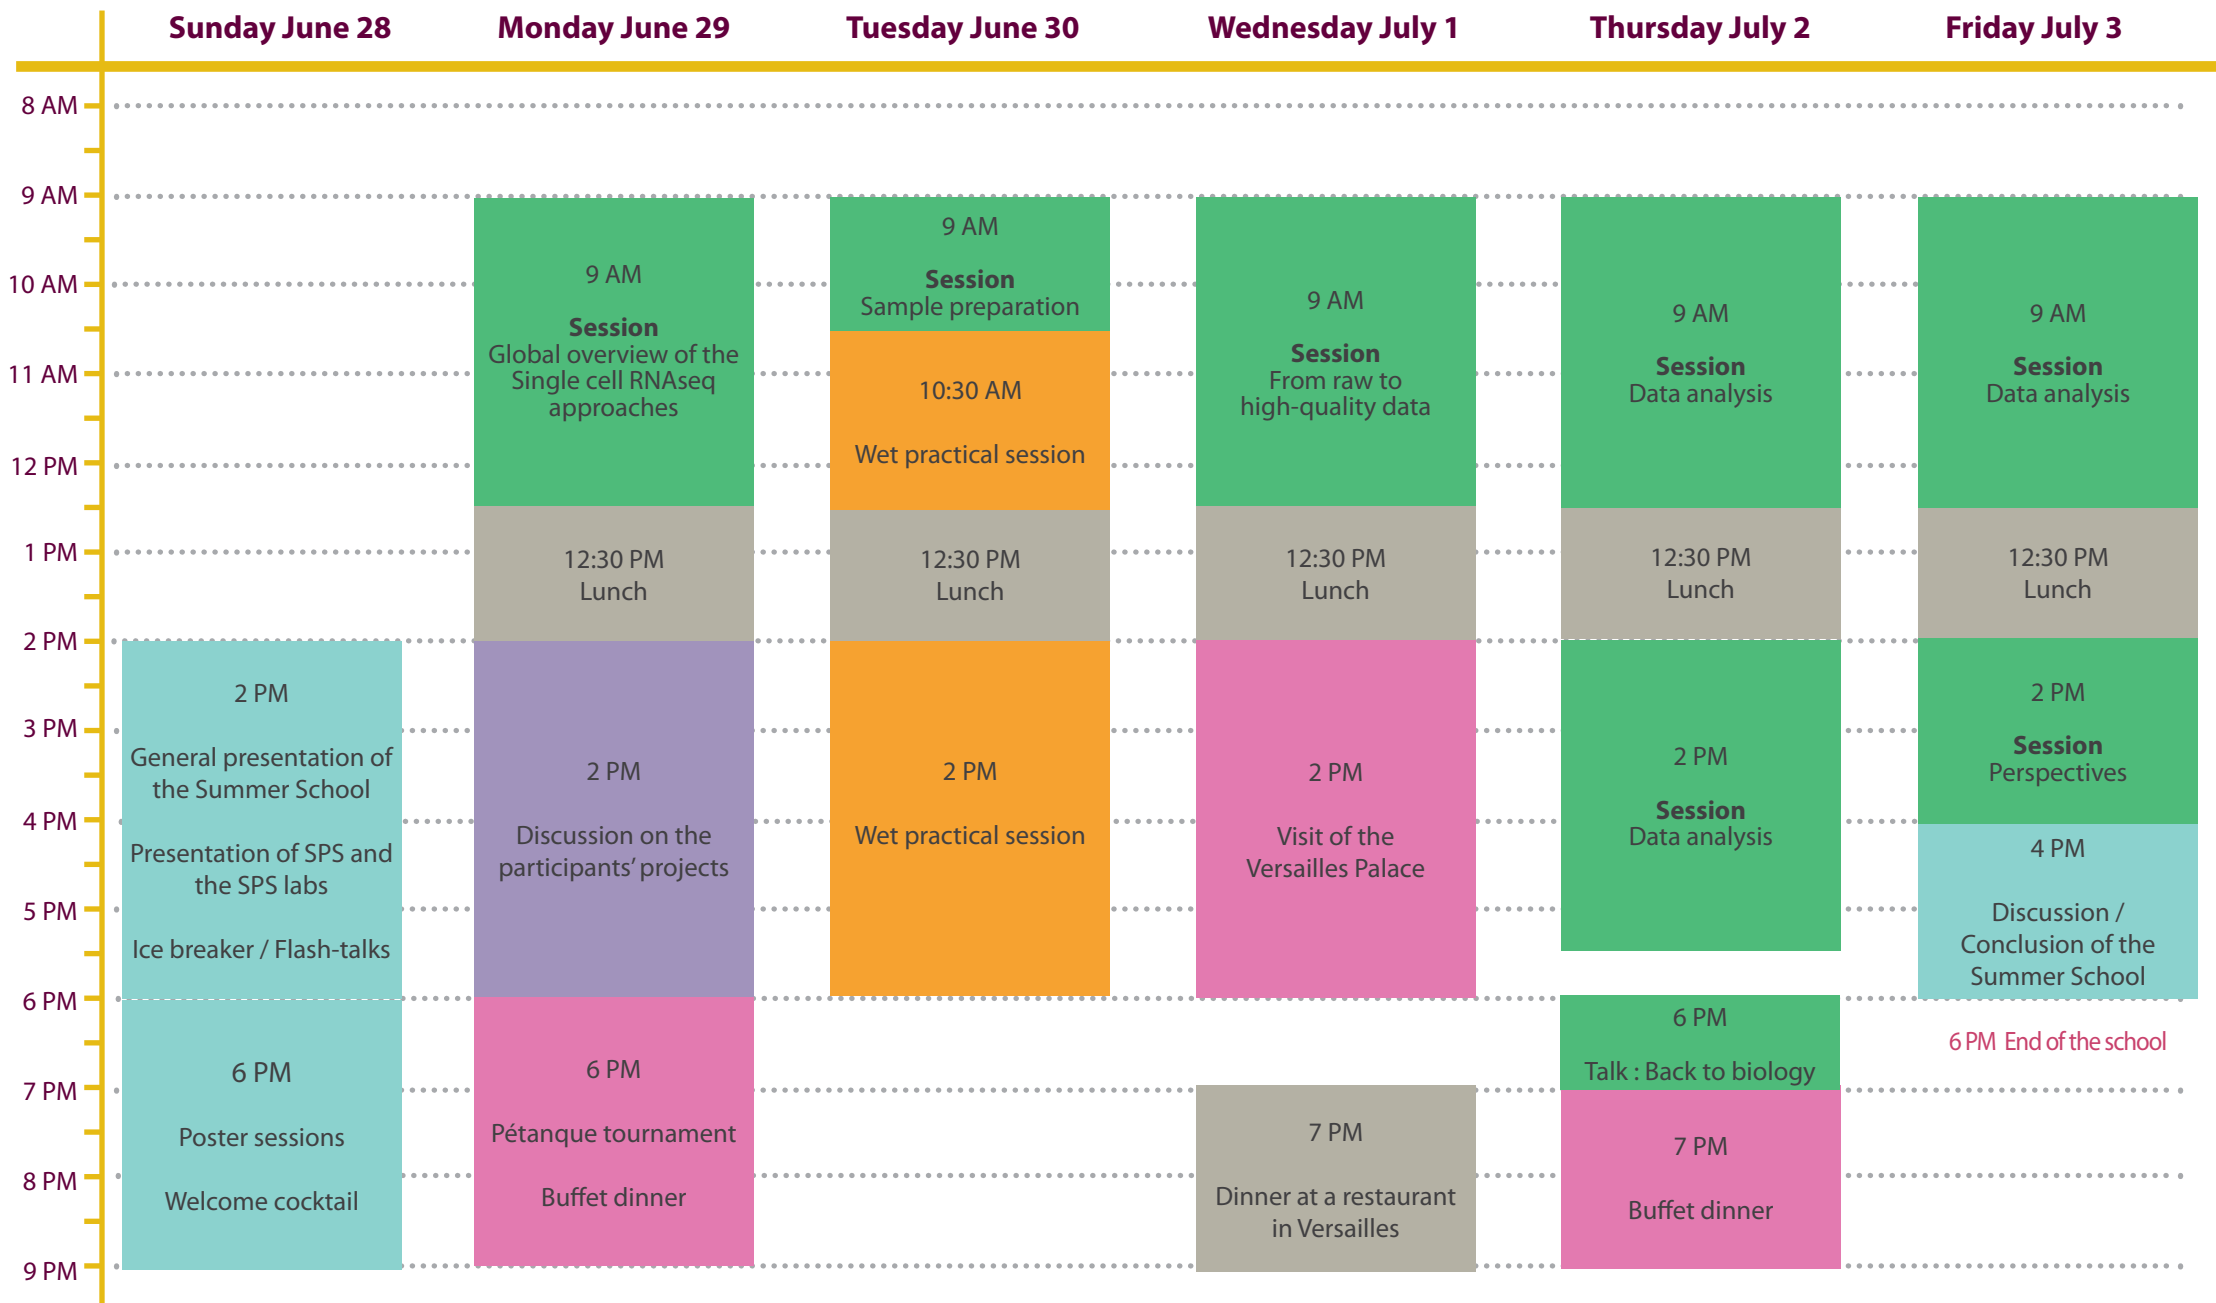 Sunday June 28
Monday June 29
Tuesday June 30
Wednesday July 1
Thursday July 2
Friday July 3
8 AM
9 AM
10 AM
11 AM
12 PM
1 PM
2 PM
3 PM
4 PM
5 PM
6 PM
7 PM
8 PM
9 PM
2 PM
General presentation of
the Summer School
Presentation of SPS and
the SPS labs
Ice breaker / Flash-talks
6 PM
Poster sessions
Welcome cocktail
9 AM
Session
Global overview of the
Single cell RNAseq
approaches
12:30 PM
Lunch
2 PM
Discussion on the
participants’ projects
6 PM
Pétanque tournament
Buffet dinner
9 AM
Session
Sample preparation
10:30 AM
Wet practical session
12:30 PM
Lunch
2 PM
Wet practical session
9 AM
Session
From raw to
high-quality data
12:30 PM
Lunch
2 PM
Visit of the
Versailles Palace
7 PM
Dinner at a restaurant
in Versailles
9 AM
Session
Data analysis
12:30 PM
Lunch
2 PM
Session
Data analysis
6 PM
Talk : Back to biology
7 PM
Buffet dinner
9 AM
Session
Data analysis
12:30 PM
Lunch
2 PM
Session
Perspectives
4 PM
Discussion /
Conclusion of the
Summer School
6 PM End of the school